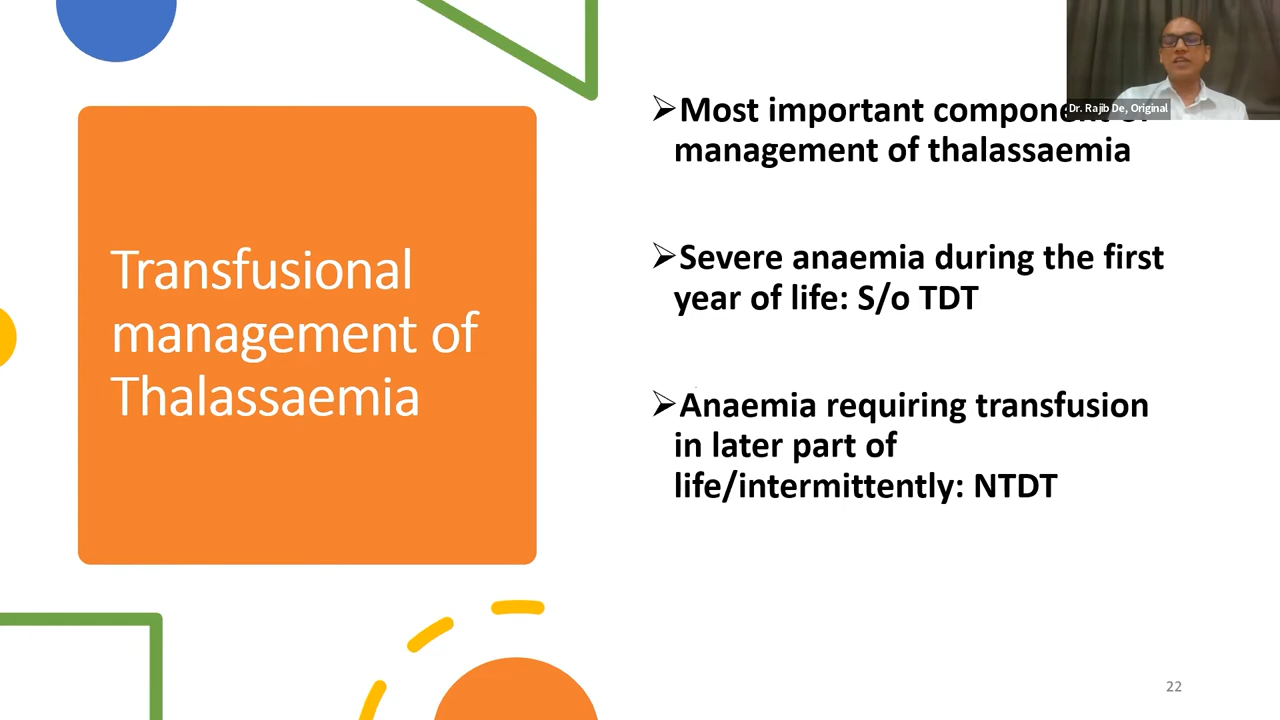 Transfusional
management of
Thalassaemia
➢Most important compone
management of thalassaemia
➢Severe anaemia during the first
year of life: S/o TDT
➢Anaemia requiring transfusion
in later part of
life/intermittently: NTDT
Dr. Rajib De, Original
22